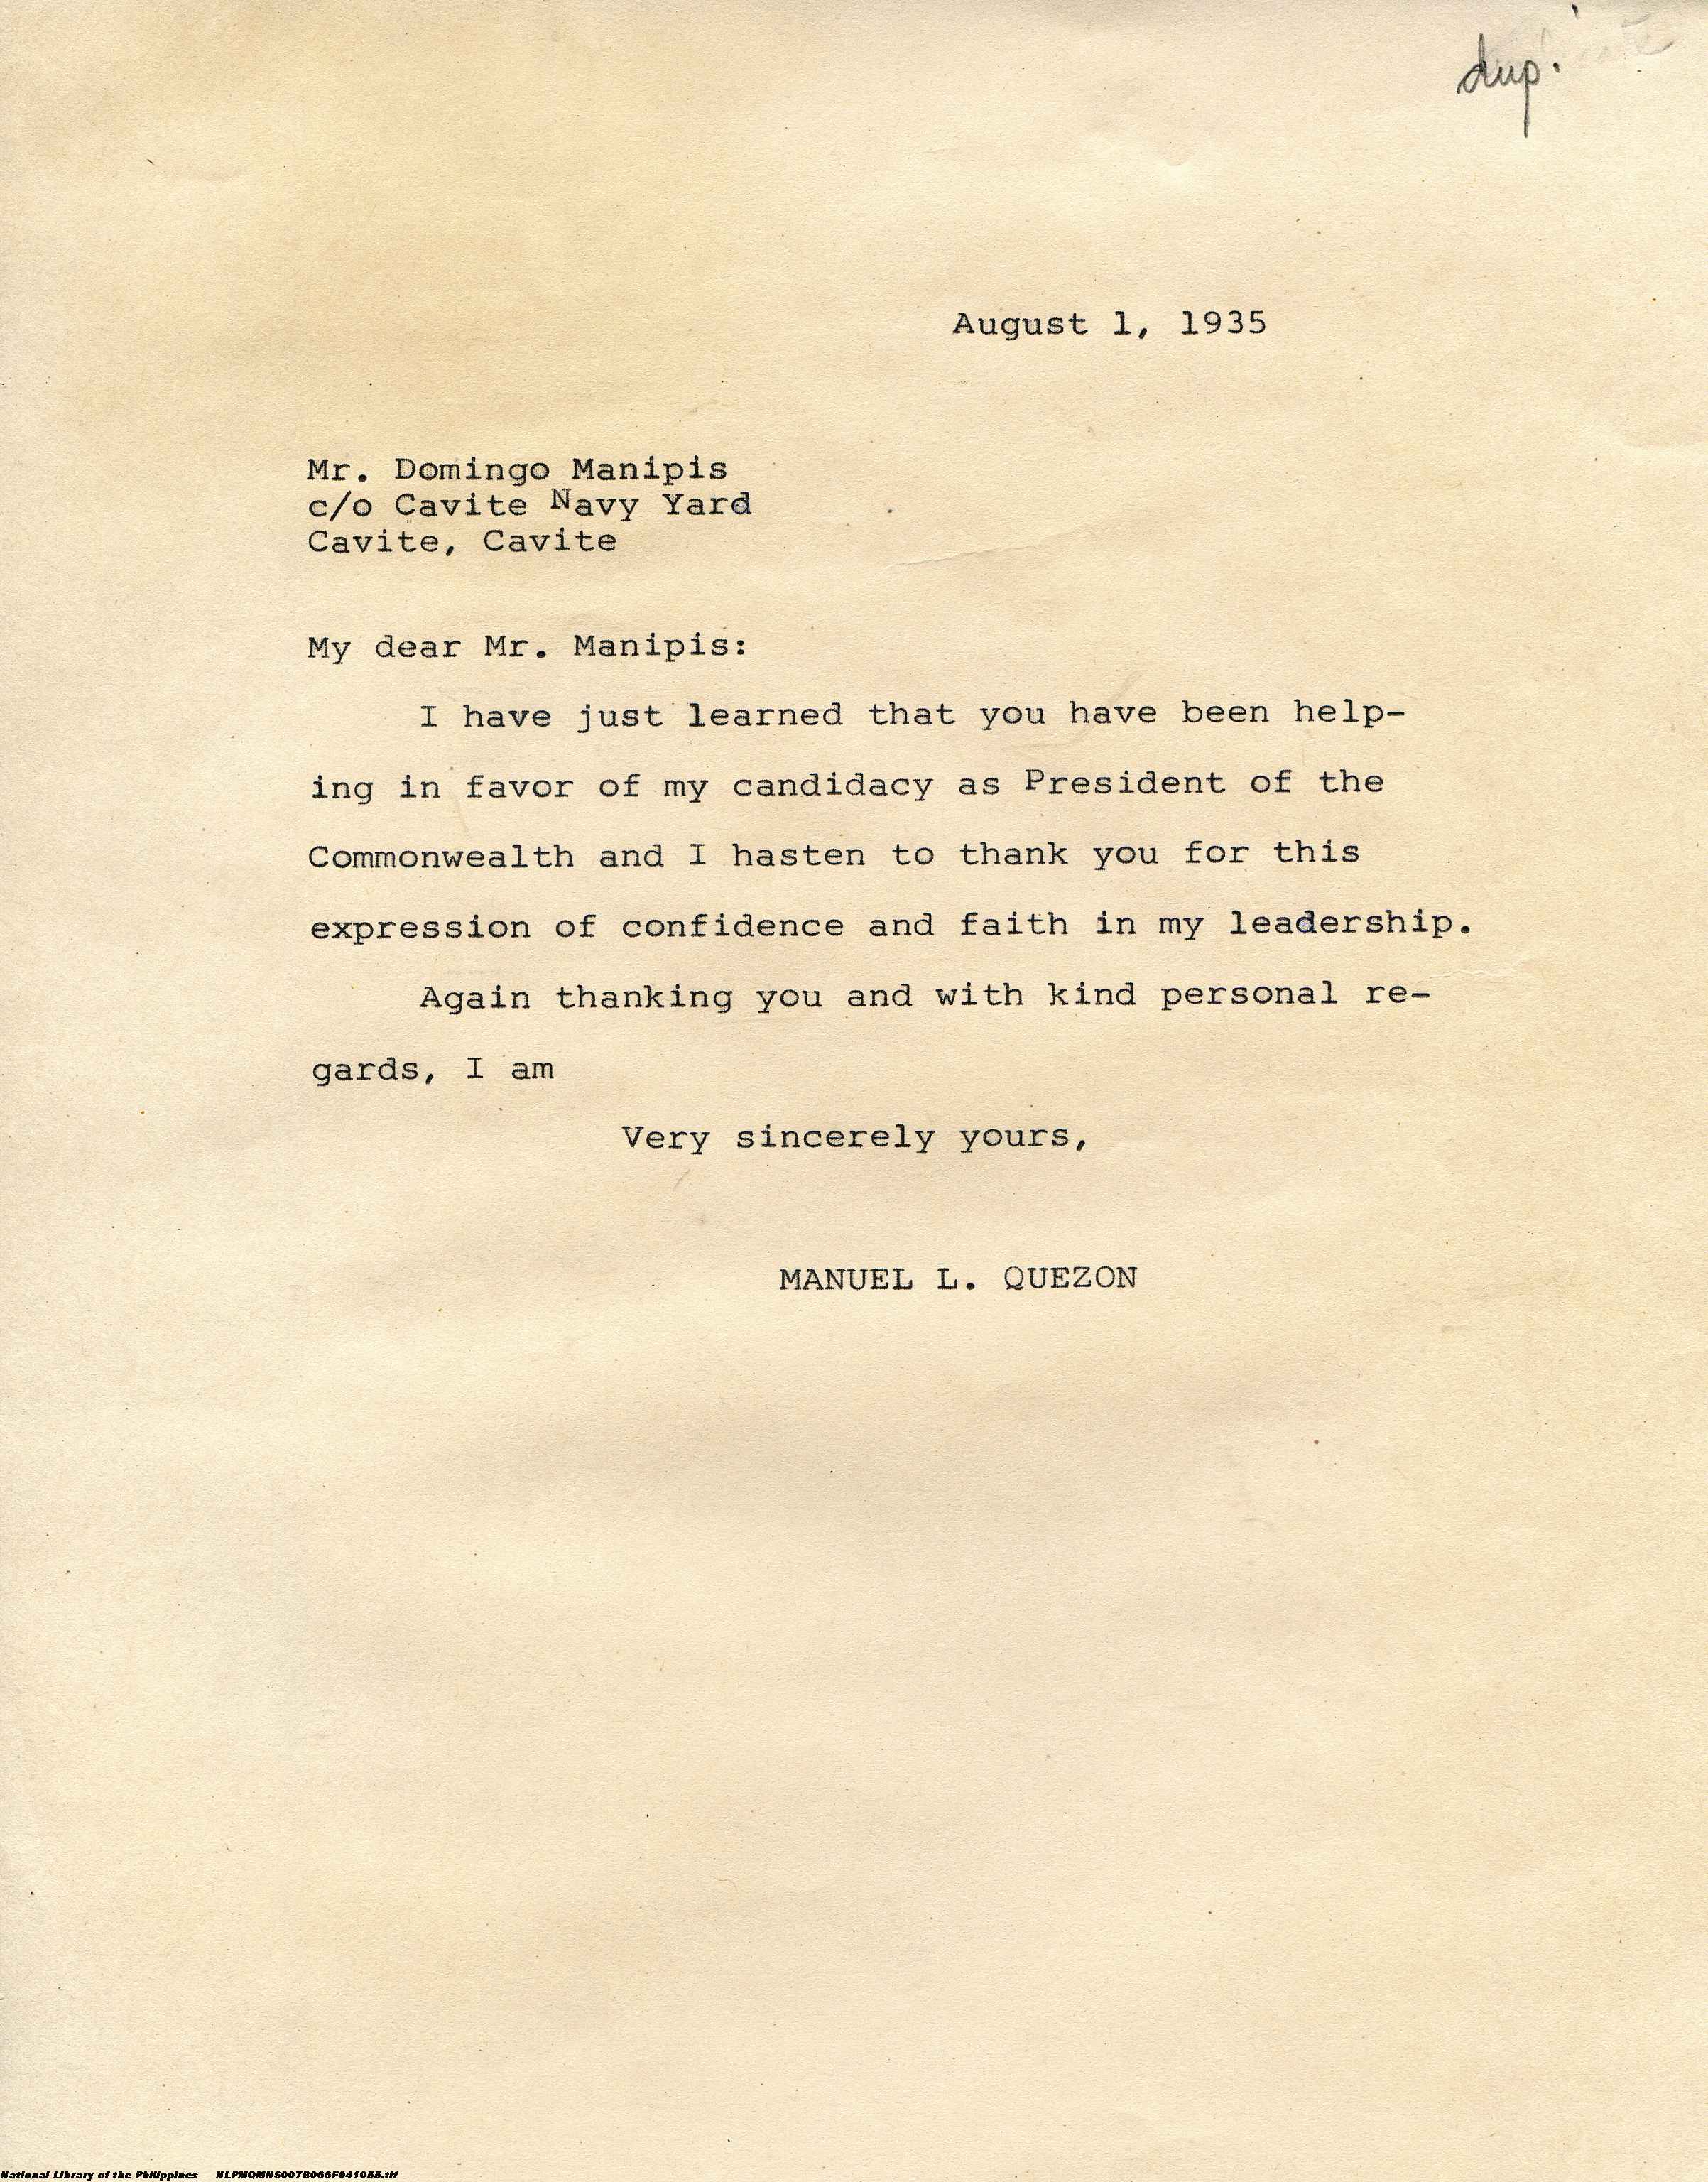 dup.
August 1, 1935
Mr. Domingo Manipis
c/o Cavite Navy Yard
Cavite, Cavite
My dear Mr. Manipis:
I have just learned that you have been help-
ing in favor of my candidacy as President of the
Commonwealth and I hasten to thank you for this
expression of confidence and faith in my leadership.
Again thanking you and with kind personal re-
gards, I am
Very sincerely yours,
MANUEL L. QUEZON
National Library of the Philippines NLPMQMNS007B066F041055.tif